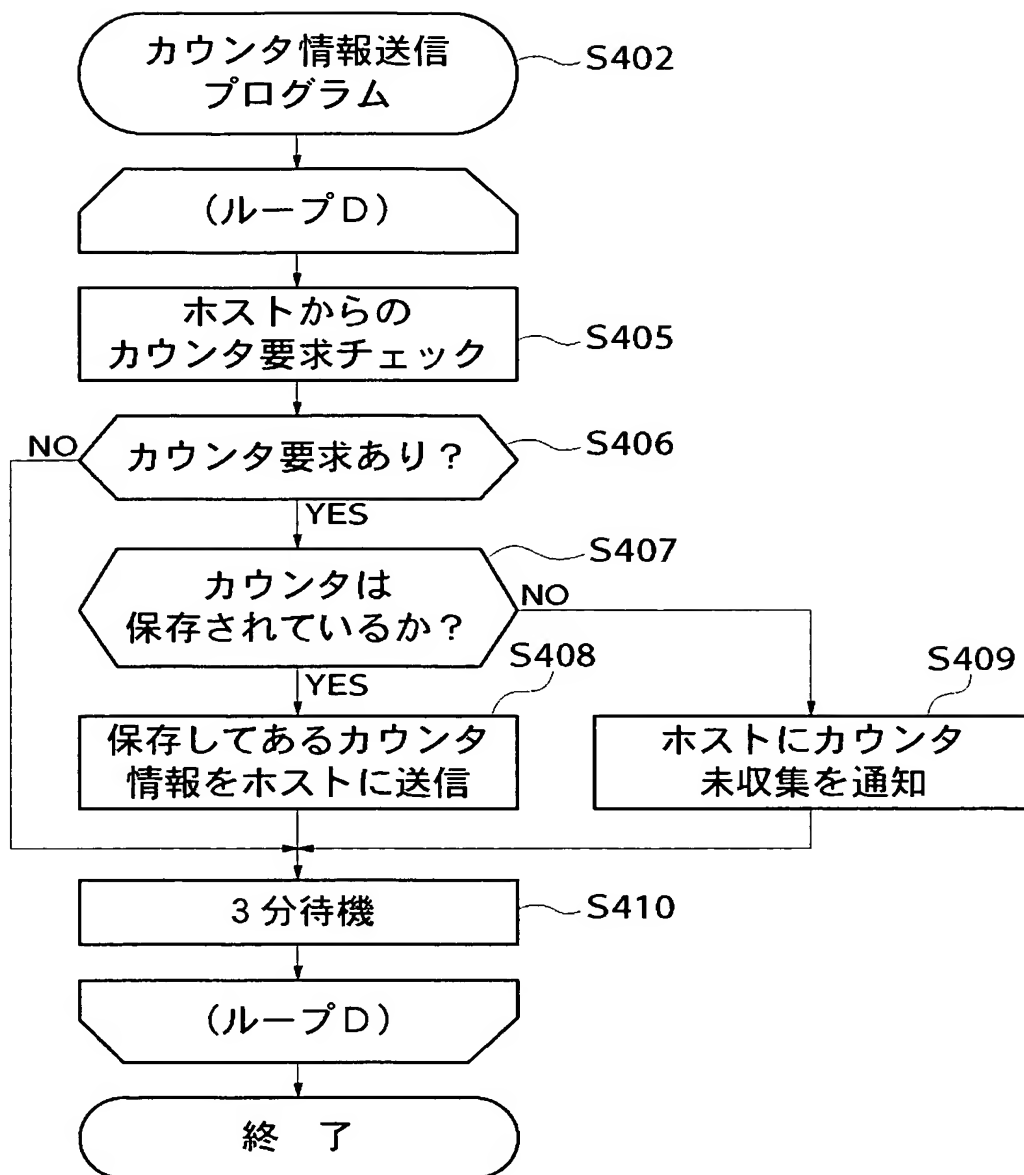 カウンタ情報送信
プログラム
S402
(ループD)
ホストからの
カウンタ要求チェック
S405
NO
カウンタ要求あり?
S406
YES
カウンタは
保存されているか?
S407
NO
YES
S408
保存してあるカウンタ
情報をホストに送信
S409
ホストにカウンタ
未収集を通知
3分待機
S410
(ループD)
終 了